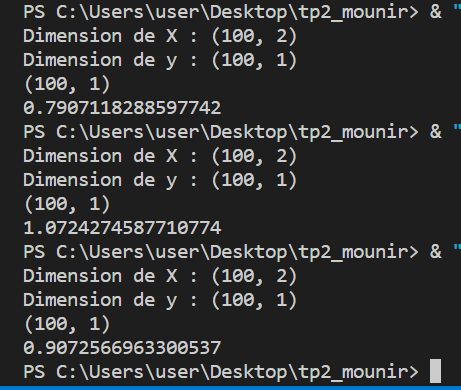 PS C:\Users\user\Desktop\tp2_mounir> & "
Dimension de X : (100, 2)
Dimension de y : (100, 1)
(100, 1)
0.7907118288597742
PS C:\Users\user\Desktop\tp2_mounir> & "
Dimension de X : (100, 2)
Dimension de y : (100, 1)
(100, 1)
1.0724274587710774
PS C:\Users\user\Desktop\tp2_mounir> & "
Dimension de X : (100, 2)
Dimension de y : (100, 1)
(100, 1)
0.9072566963300537
PS C:\Users\user\Desktop\tp2_mounir>